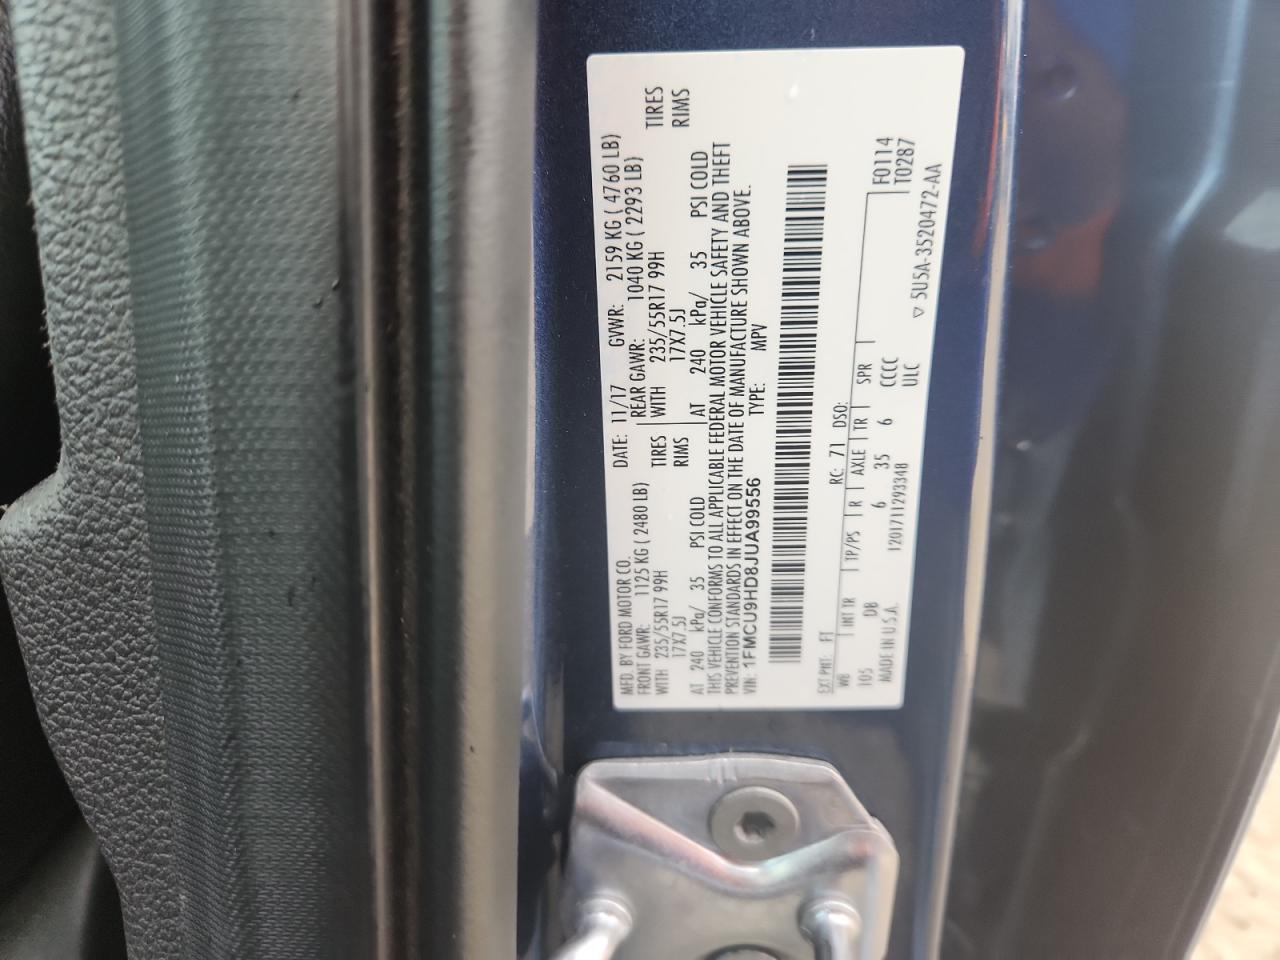 MFD. BY FORD MOTOR CO.
DATE: 11/17 GVWR: 2159 KG ( 4760 LB)
FRONT GAWR: 1125 KG ( 2480 LB) REAR GAWR: 1040 KG ( 2293 LB)
WITH 235/55R17 99H TIRES WITH 235/55R17 99H TIRES
17X7.5J RIMS 17X7.5J RIMS
AT 240 kPa/ 35 PSI COLD AT 240 kPa/ 35 PSI COLD
THIS VEHICLE CONFORMS TO ALL APPLICABLE FEDERAL MOTOR VEHICLE SAFETY AND THEFT
PREVENTION STANDARDS IN EFFECT ON THE DATE OF MANUFACTURE SHOWN ABOVE.
VIN: 1FMCU9HD8JUA99556 TYPE: MPV
EXT PNT: FT RC: 71 DSO:
WB INT TR TP/PS R AXLE TR SPR F0114
105 DB 6 35 6 CCCC T0287
MADE IN U.S.A. 1201711293348 ULC
▽ 5U5A-3520472-AA